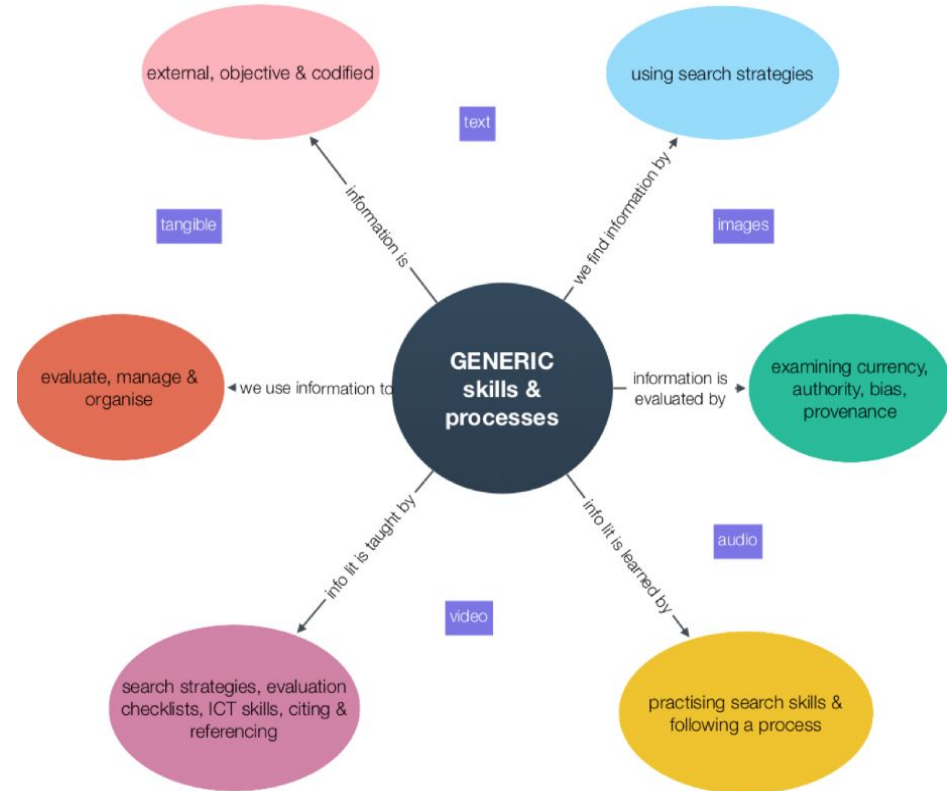 external, objective & codified
using search strategies
text
tangible
images
information is
we find information by
GENERIC
skills &
processes
evaluate, manage &
organise
we use information to
information is
evaluated by
examining currency,
authority, bias,
provenance
info lit is taught by
info lit is learned by
audio
video
search strategies, evaluation
checklists, ICT skills, citing &
referencing
practising search skills &
following a process